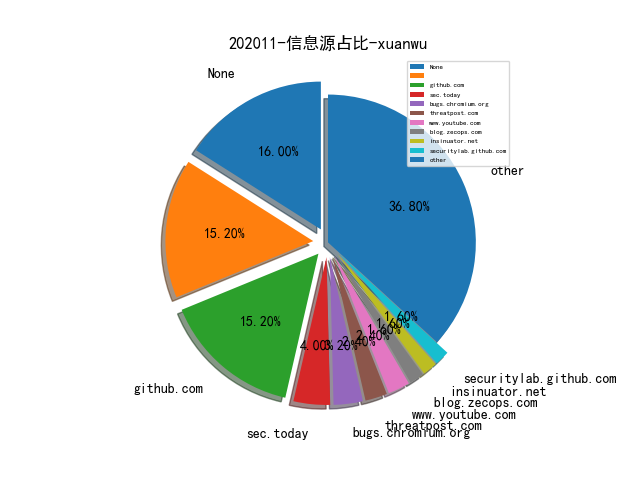 202011-信息源占比-xuanwu
None
16.00%
15.20%
github.com
15.20%
sec.today
4.00%
bugs.chromium.org
3.20%
threatpost.com
2.40%
www.youtube.com
2.40%
blog.zecops.com
1.60%
insinuator.net
1.60%
securitylab.github.com
1.60%
other
36.80%
None
github.com
sec.today
bugs.chromium.org
threatpost.com
www.youtube.com
blog.zecops.com
insinuator.net
securitylab.github.com
other